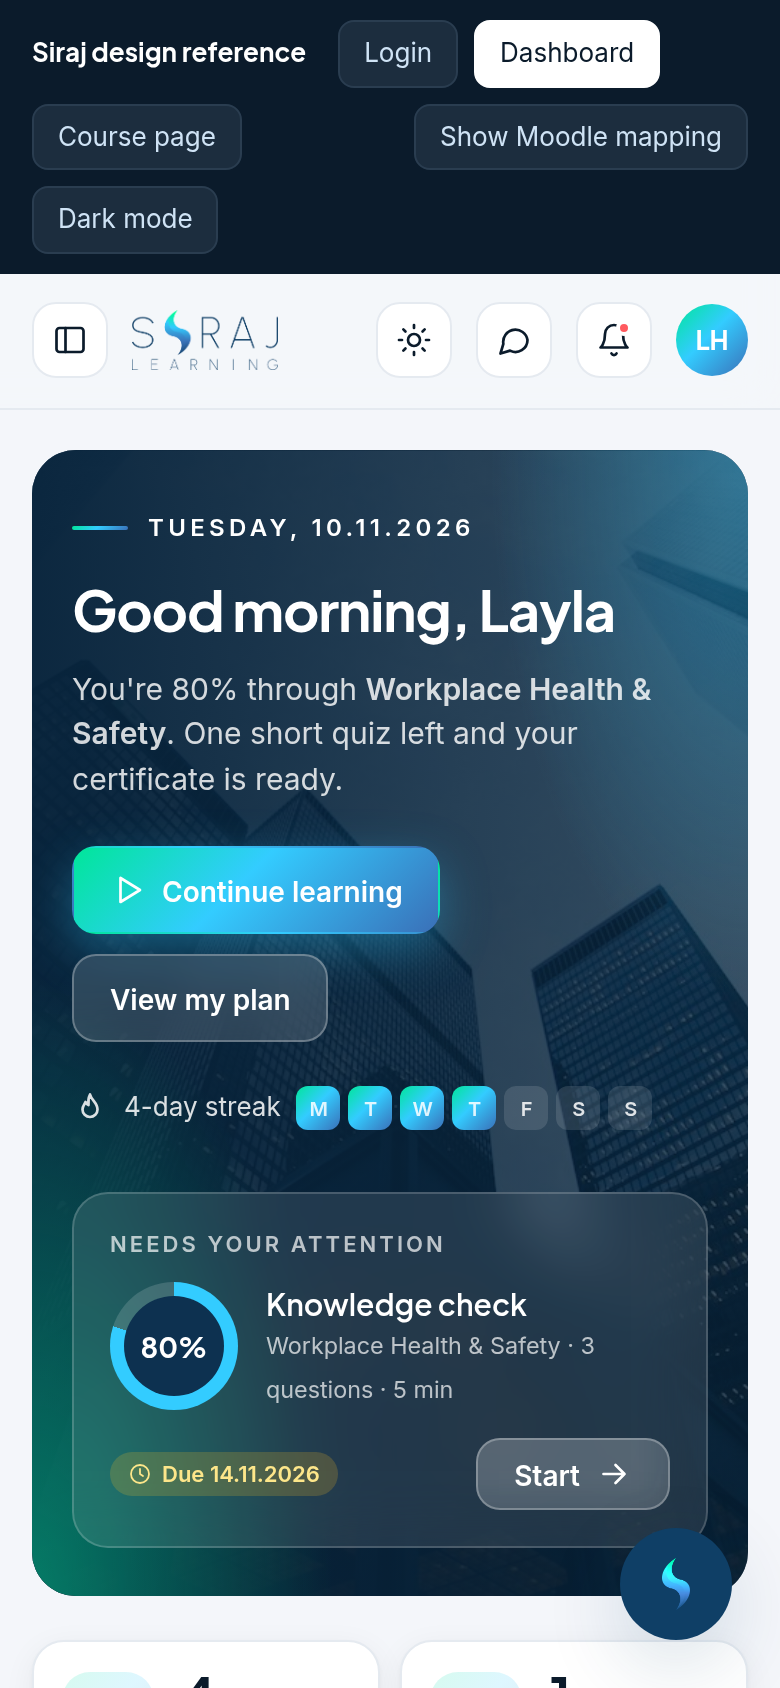 Siraj design reference
Login
Dashboard
Course page
Show Moodle mapping
Dark mode
SIRAJ
LEARNING
LH
TUESDAY, 10.11.2026
Good morning, Layla
You're 80% through Workplace Health &
Safety. One short quiz left and your
certificate is ready.
Continue learning
View my plan
4-day streak M T W T F S S
NEEDS YOUR ATTENTION
80%
Knowledge check
Workplace Health & Safety · 3
questions · 5 min
Due 14.11.2026
Start